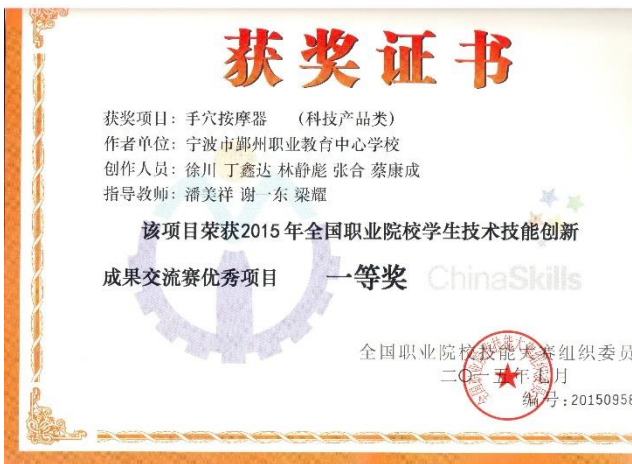 获奖证书
获奖项目：手穴按摩器 （科技产品类）
作者单位：宁波市鄞州职业教育中心学校
创作人员：徐川 丁鑫达 林静彪 张合 蔡康成
指导教师：潘美祥 谢一东 梁耀
该项目荣获2015年全国职业院校学生技术技能创新
成果交流赛优秀项目 一等奖
ChinaSkills
全国职业院校技能大赛组织委员
二〇一五年七月
编号:20150958